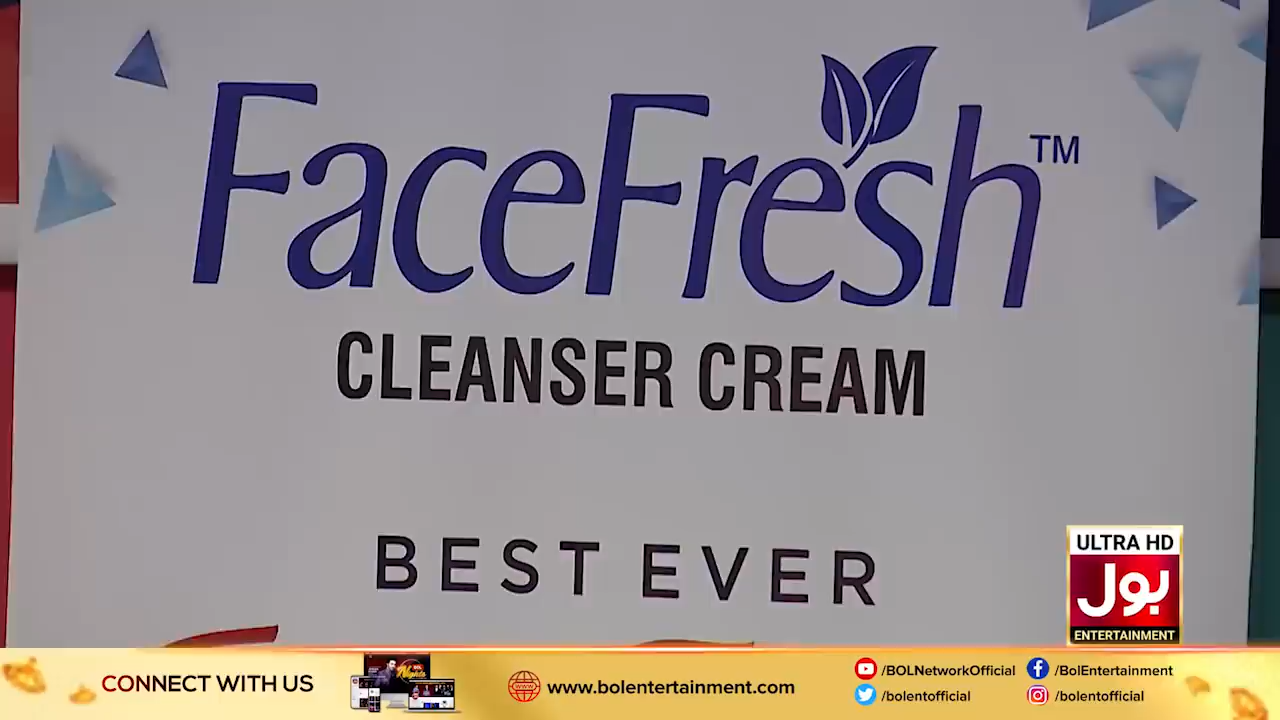 FaceFresh™
CLEANSER CREAM
BEST EVER
ULTRA HD
بول
ENTERTAINMENT
CONNECT WITH US
www.bolentertainment.com
/BOLNetworkOfficial
/BolEntertainment
/bolentofficial
/bolentofficial